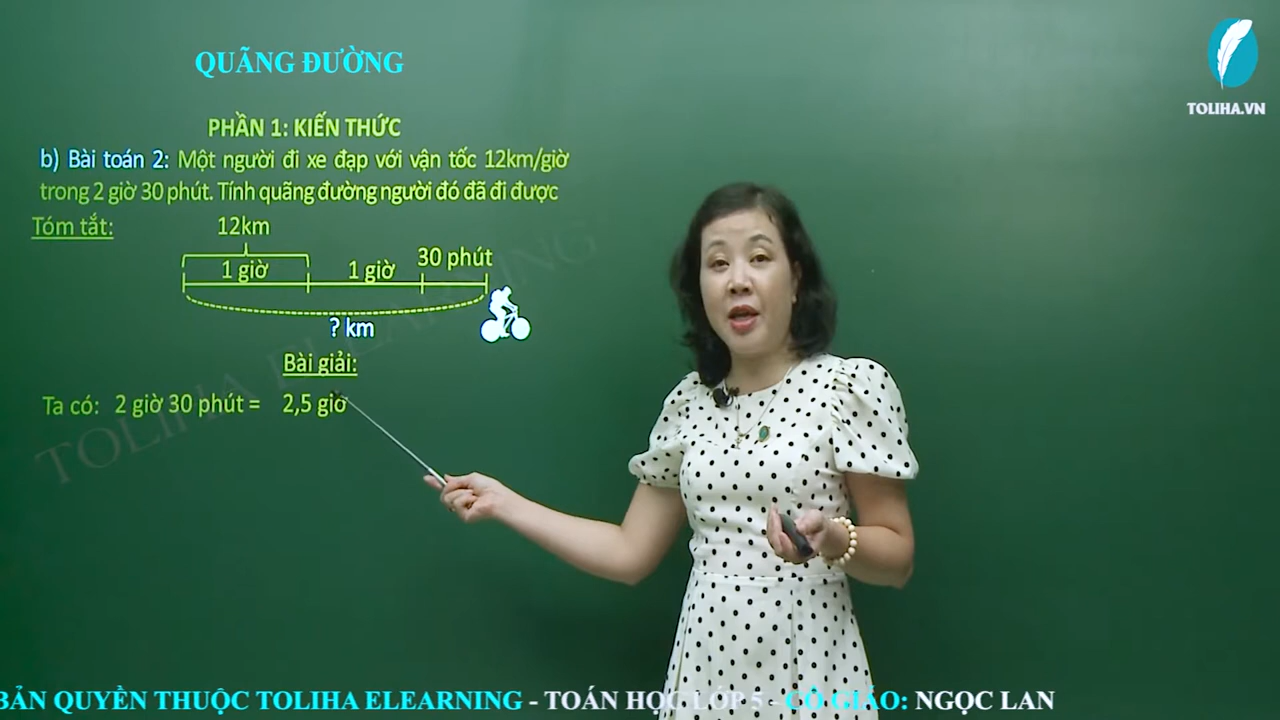 QUÃNG ĐƯỜNG
TOLIHA.VN
PHẦN 1: KIẾN THỨC
b) Bài toán 2: Một người đi xe đạp với vận tốc 12km/giờ
trong 2 giờ 30 phút. Tính quãng đường người đó đã đi được
Tóm tắt:
12km
1 giờ
1 giờ
30 phút
? km
Bài giải:
Ta có: 2 giờ 30 phút = 2,5 giờ
TOLIHA ELEARNING
BẢN QUYỀN THUỘC TOLIHA ELEARNING - TOÁN HỌC LỚP 5 - CÔ GIÁO: NGỌC LAN